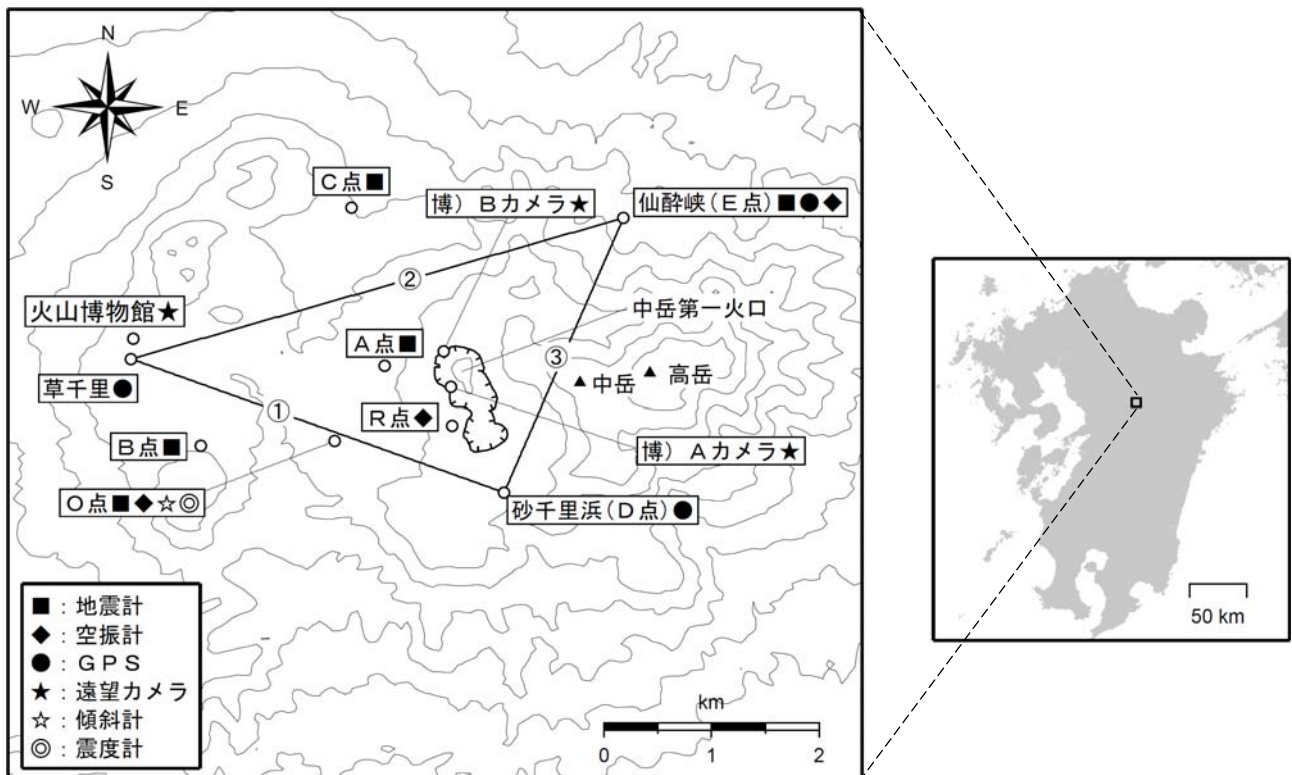 N
W
E
S
C点■
博) Bカメラ★
仙酔峡(E点)■●◆
②
火山博物館★
中岳第一火口
A点■
③
▲中岳
▲高岳
草千里●
①
R点◆
B点■
博) Aカメラ★
O点■◆☆◎
砂千里浜(D点)●
■:地震計
◆:空振計
●:GPS
★:遠望カメラ
☆:傾斜計
◎:震度計
km
0 1 2
50 km